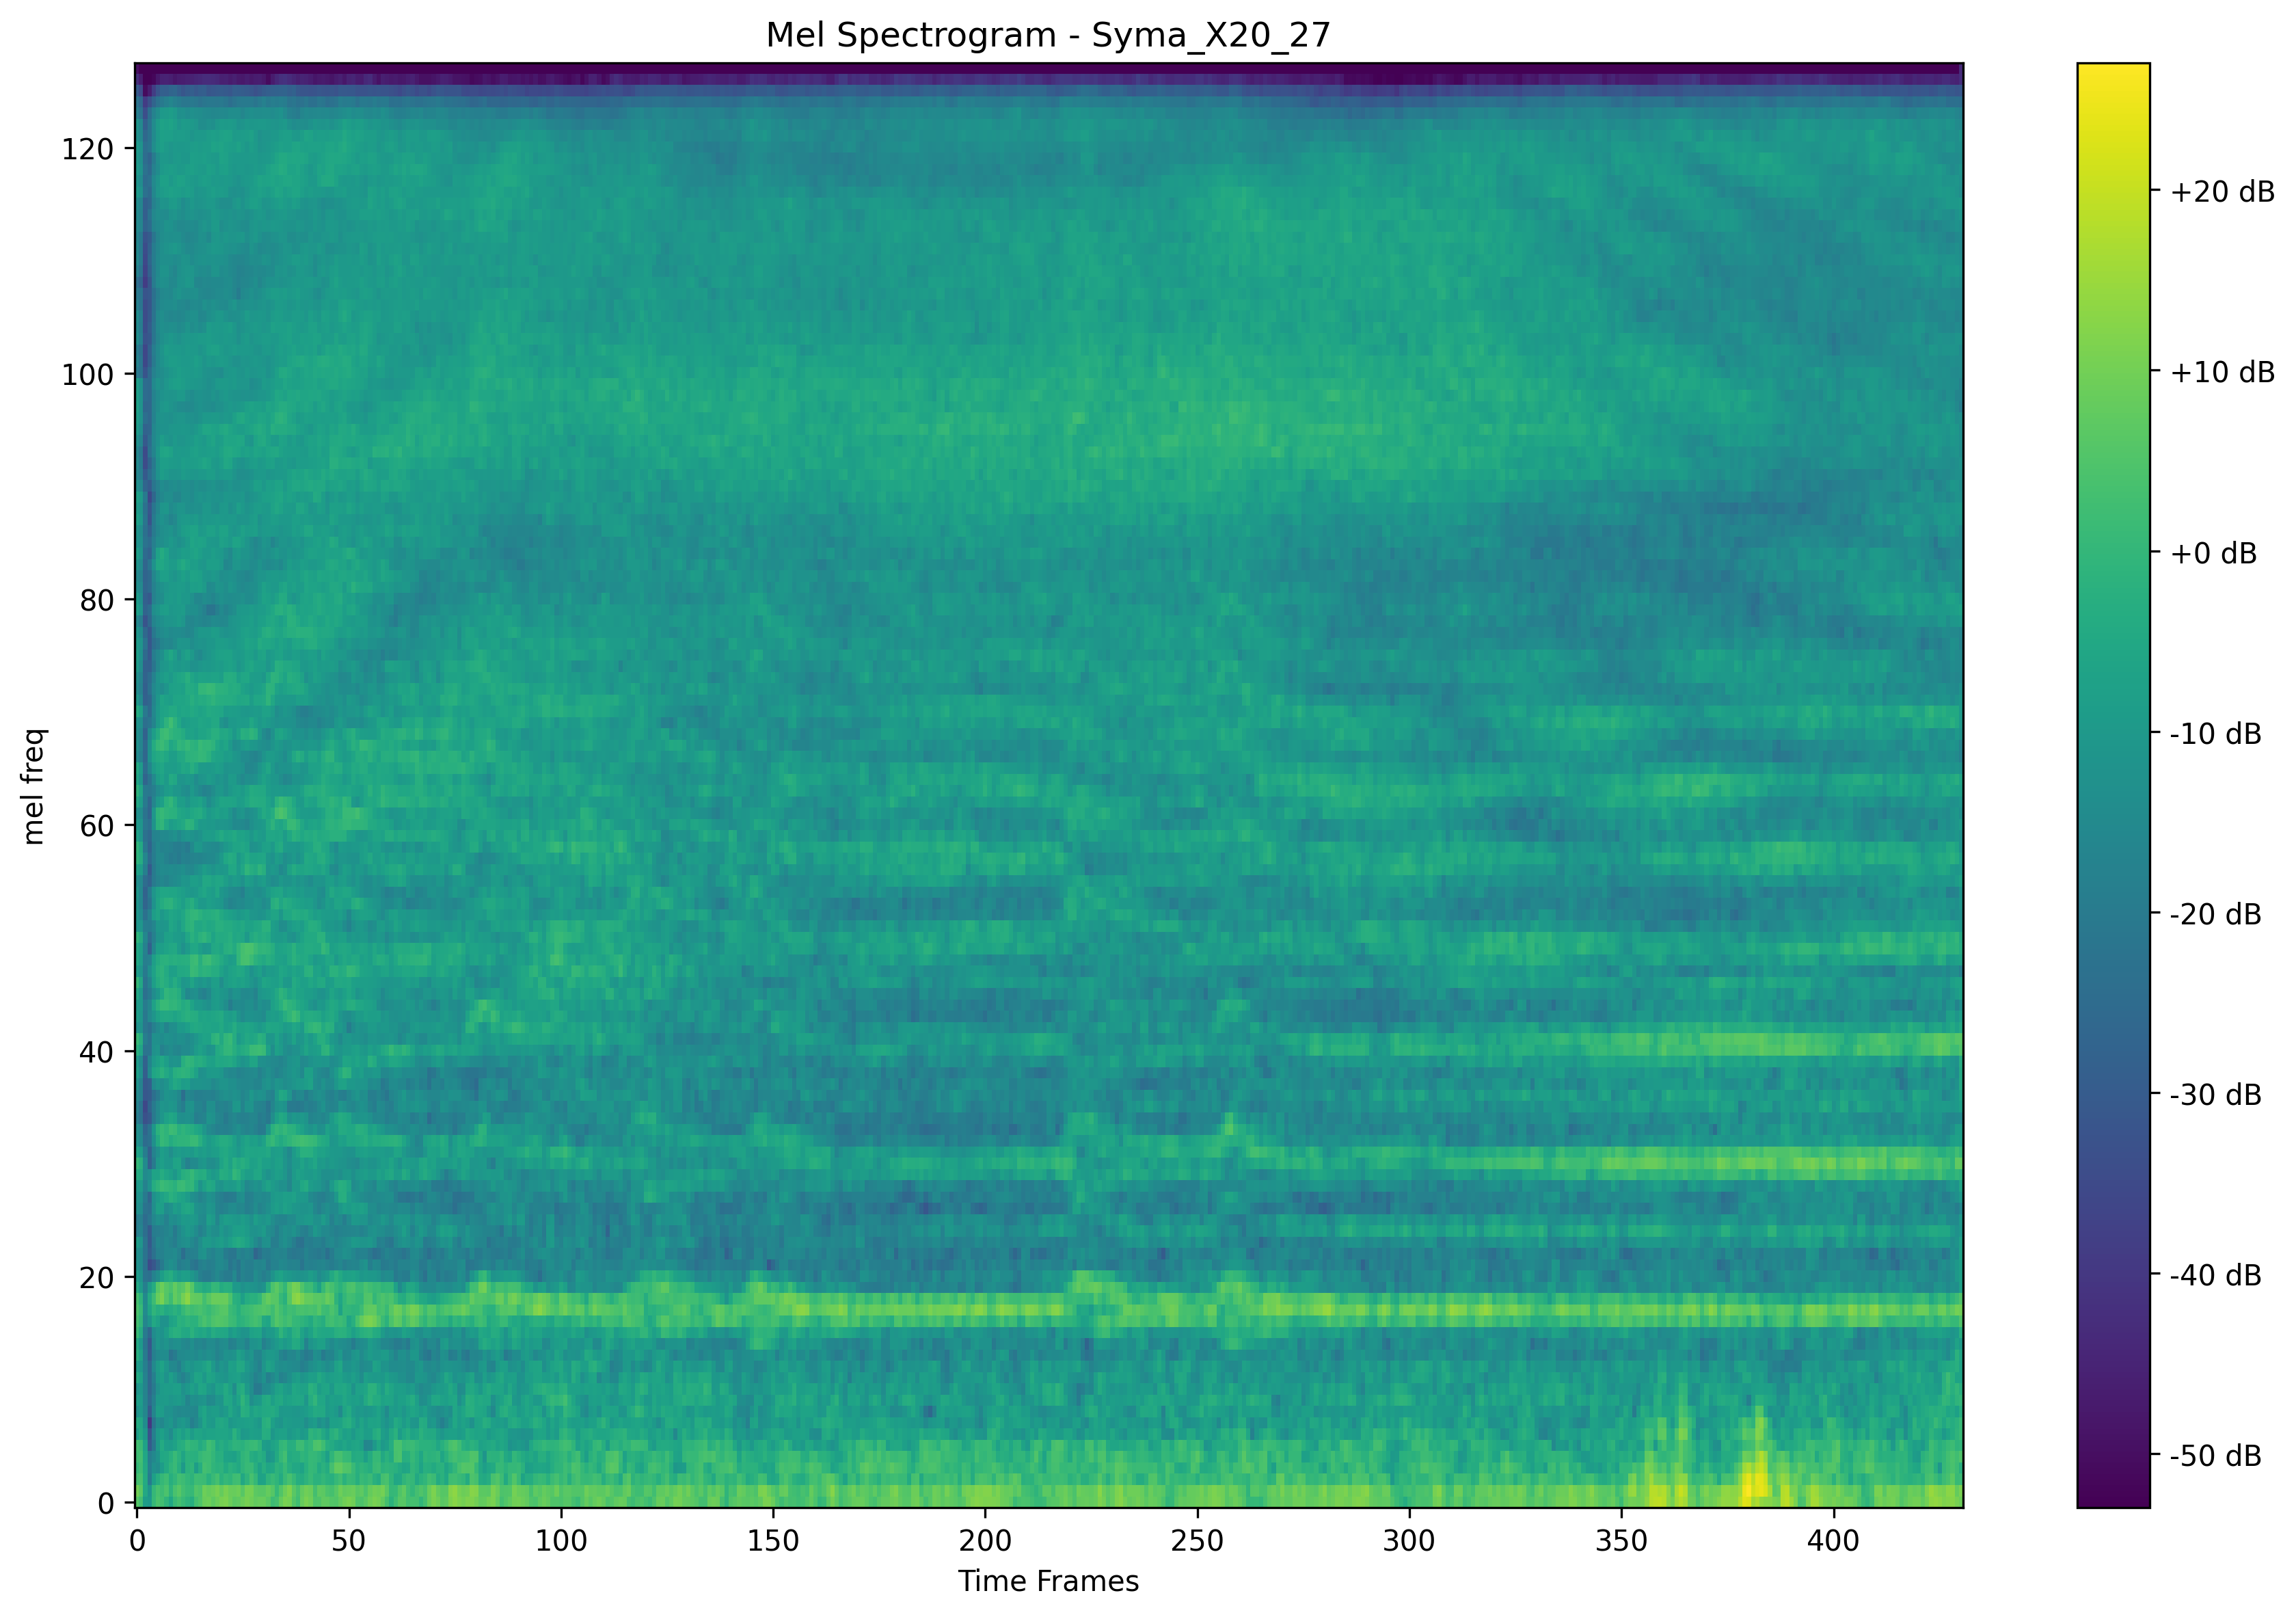 Mel Spectrogram - Syma_X20_27
mel freq
120
100
80
60
40
20
0
0 50 100 150 200 250 300 350 400
Time Frames
+20 dB
+10 dB
+0 dB
-10 dB
-20 dB
-30 dB
-40 dB
-50 dB